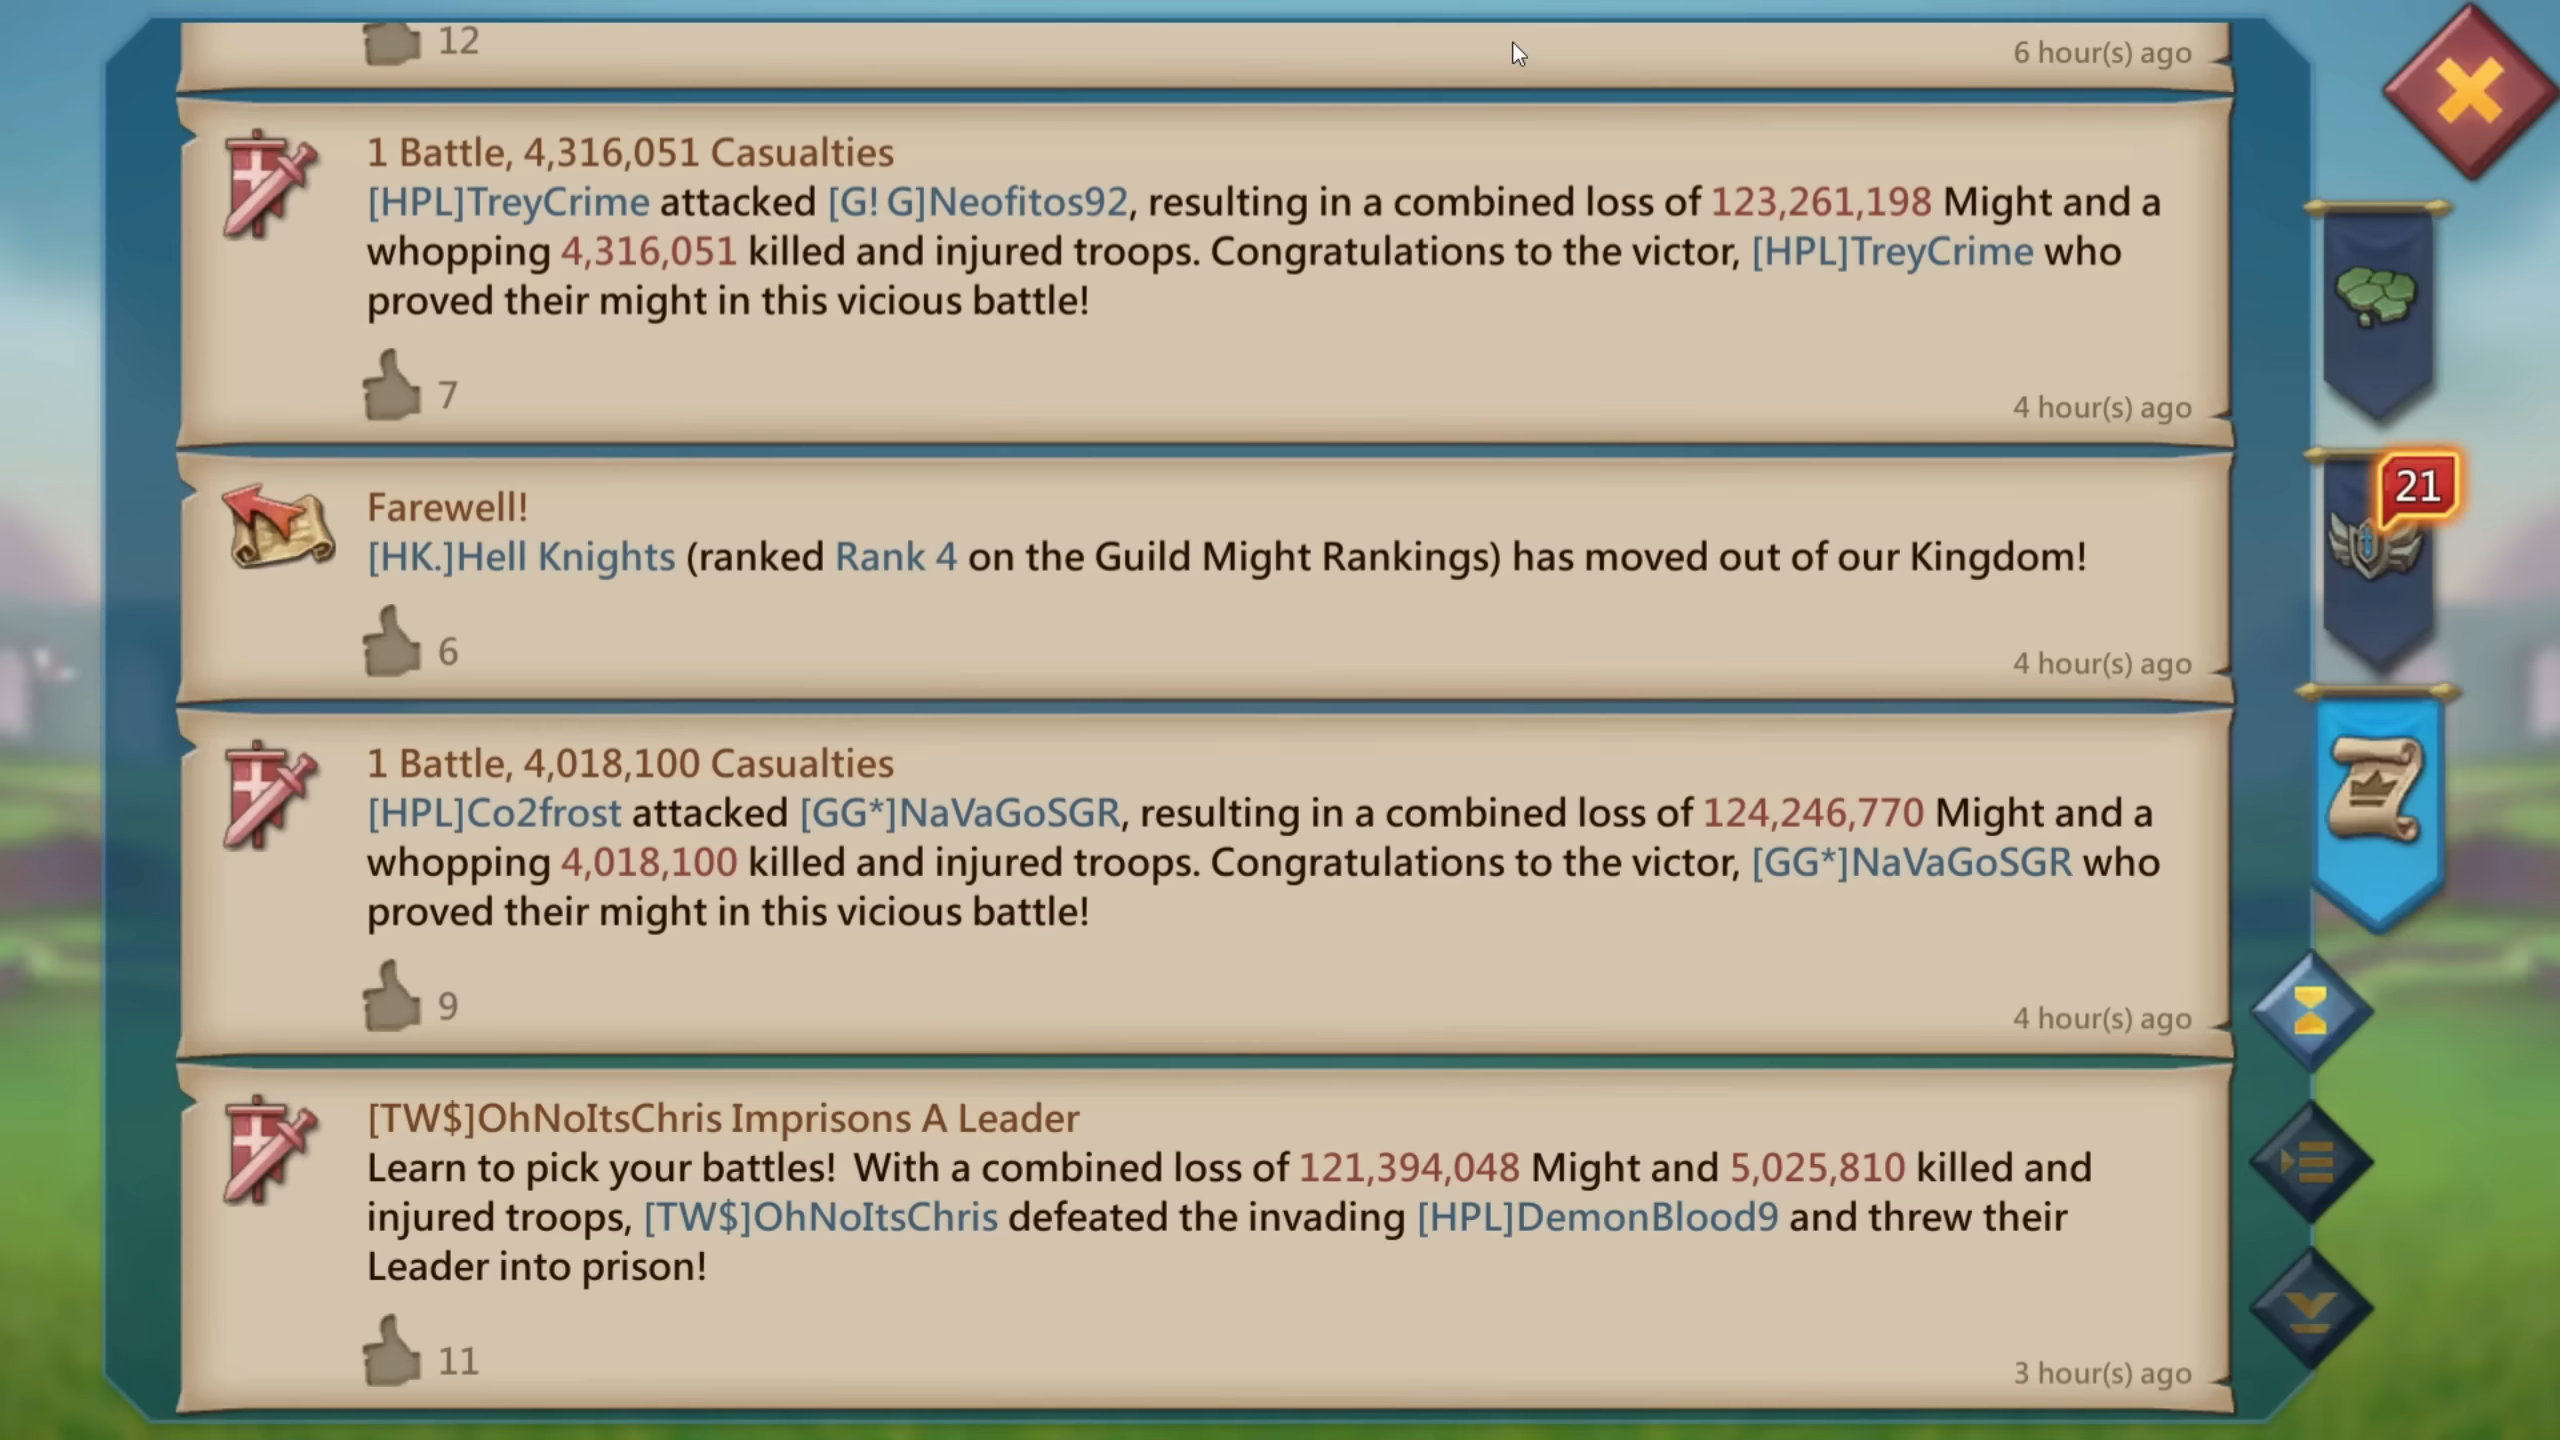 12
6 hour(s) ago
1 Battle, 4,316,051 Casualties
[HPL]TreyCrime attacked [G! G]Neofitos92, resulting in a combined loss of 123,261,198 Might and a
whopping 4,316,051 killed and injured troops. Congratulations to the victor, [HPL]TreyCrime who
proved their might in this vicious battle!
7
4 hour(s) ago
Farewell!
[HK.]Hell Knights (ranked Rank 4 on the Guild Might Rankings) has moved out of our Kingdom!
6
4 hour(s) ago
1 Battle, 4,018,100 Casualties
[HPL]Co2frost attacked [GG*]NaVaGoSGR, resulting in a combined loss of 124,246,770 Might and a
whopping 4,018,100 killed and injured troops. Congratulations to the victor, [GG*]NaVaGoSGR who
proved their might in this vicious battle!
9
4 hour(s) ago
[TW$]OhNoItsChris Imprisons A Leader
Learn to pick your battles! With a combined loss of 121,394,048 Might and 5,025,810 killed and
injured troops, [TW$]OhNoItsChris defeated the invading [HPL]DemonBlood9 and threw their
Leader into prison!
11
3 hour(s) ago
21